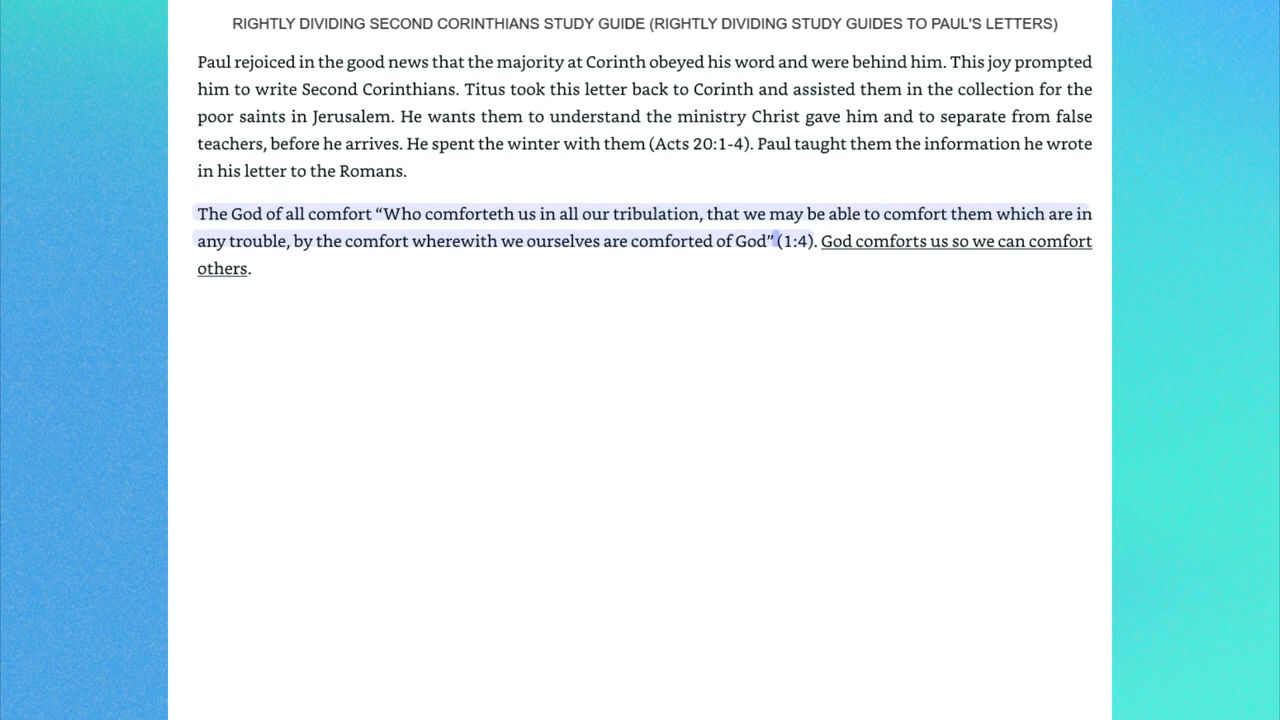 RIGHTLY DIVIDING SECOND CORINTHIANS STUDY GUIDE (RIGHTLY DIVIDING STUDY GUIDES TO PAUL'S LETTERS)
Paul rejoiced in the good news that the majority at Corinth obeyed his word and were behind him. This joy prompted
him to write Second Corinthians. Titus took this letter back to Corinth and assisted them in the collection for the
poor saints in Jerusalem. He wants them to understand the ministry Christ gave him and to separate from false
teachers, before he arrives. He spent the winter with them (Acts 20:1-4). Paul taught them the information he wrote
in his letter to the Romans.
The God of all comfort “Who comforteth us in all our tribulation, that we may be able to comfort them which are in
any trouble, by the comfort wherewith we ourselves are comforted of God” (1:4). God comforts us so we can comfort
others.